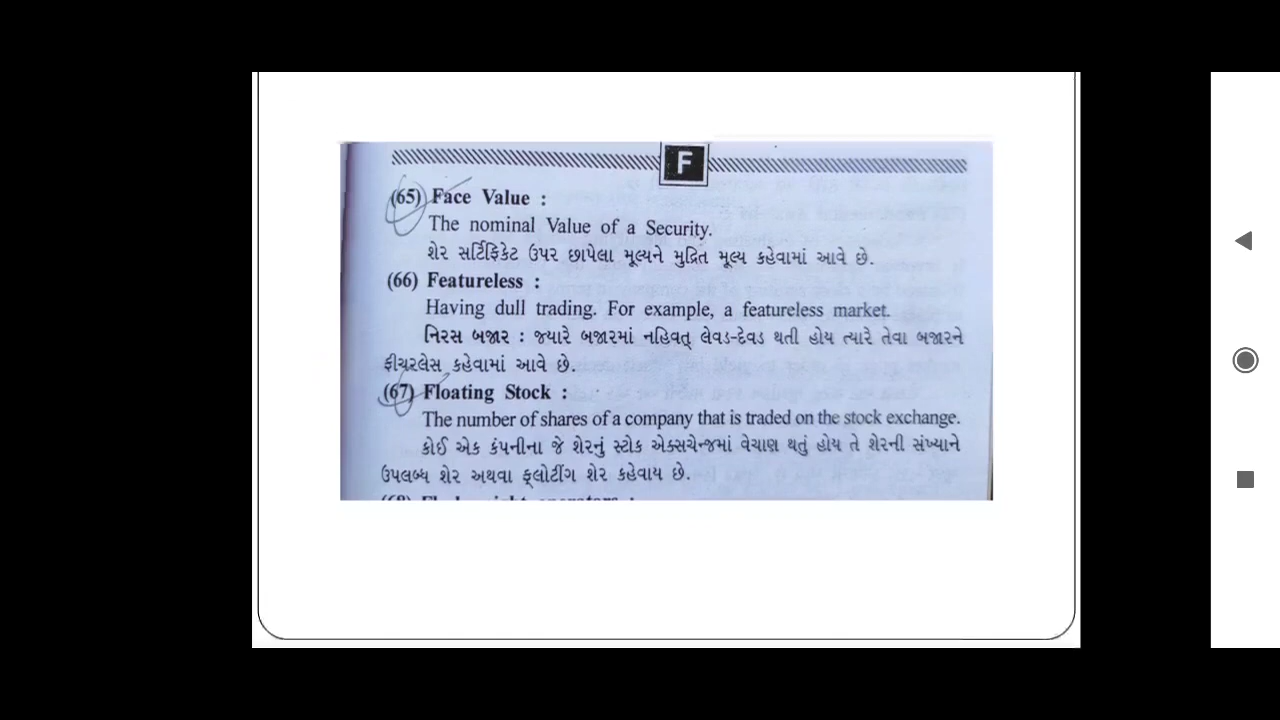 F
(65) Face Value :
The nominal Value of a Security.
શેર સર્ટિફિકેટ ઉપર છાપેલા મૂલ્યને મુદ્રિત મૂલ્ય કહેવામાં આવે છે.
(66) Featureless :
Having dull trading. For example, a featureless market.
નિરસ બજાર : જ્યારે બજારમાં નહિવત્ લેવડ-દેવડ થતી હોય ત્યારે તેવા બજારને
ફીચરલેસ કહેવામાં આવે છે.
(67) Floating Stock :
The number of shares of a company that is traded on the stock exchange.
કોઈ એક કંપનીના જે શેરનું સ્ટોક એક્સચેન્જમાં વેચાણ થતું હોય તે શેરની સંખ્યાને
ઉપલબ્ધ શેર અથવા ફ્લોટીંગ શેર કહેવાય છે.